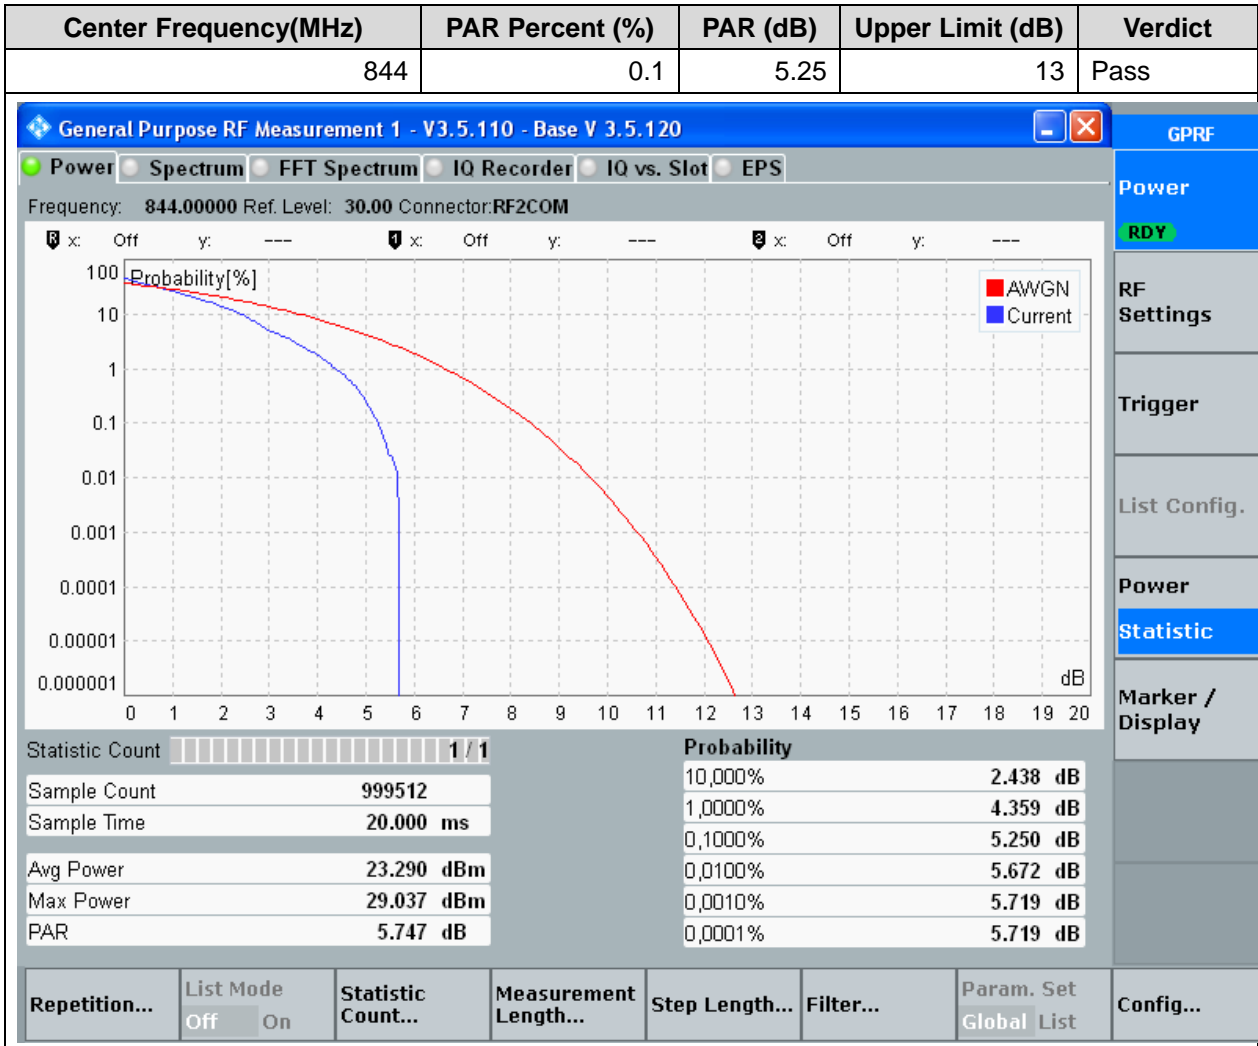 Center Frequency(MHz) PAR Percent (%) PAR (dB) Upper Limit (dB) Verdict
844 0.1 5.25 13 Pass
General Purpose RF Measurement 1 - V3.5.110 - Base V 3.5.120
GPRF
Power Spectrum FFT Spectrum IQ Recorder IQ vs. Slot EPS
Frequency: 844.00000 Ref. Level: 30.00 Connector:RF2COM
R x: Off y: --- 1 x: Off y: --- 2 x: Off y: ---
Probability[%]
AWGN
Current
100
10
1
0.1
0.01
0.001
0.0001
0.00001
0.000001
dB
0 1 2 3 4 5 6 7 8 9 10 11 12 13 14 15 16 17 18 19 20
Statistic Count 1 / 1
Sample Count 999512
Sample Time 20.000 ms
Avg Power 23.290 dBm
Max Power 29.037 dBm
PAR 5.747 dB
Probability
10,000% 2.438 dB
1,0000% 4.359 dB
0,1000% 5.250 dB
0,0100% 5.672 dB
0,0010% 5.719 dB
0,0001% 5.719 dB
Power
RDY
RF
Settings
Trigger
List Config.
Power
Statistic
Marker /
Display
Repetition...
List Mode
Off On
Statistic
Count...
Measurement
Length...
Step Length...
Filter...
Param. Set
Global List
Config...